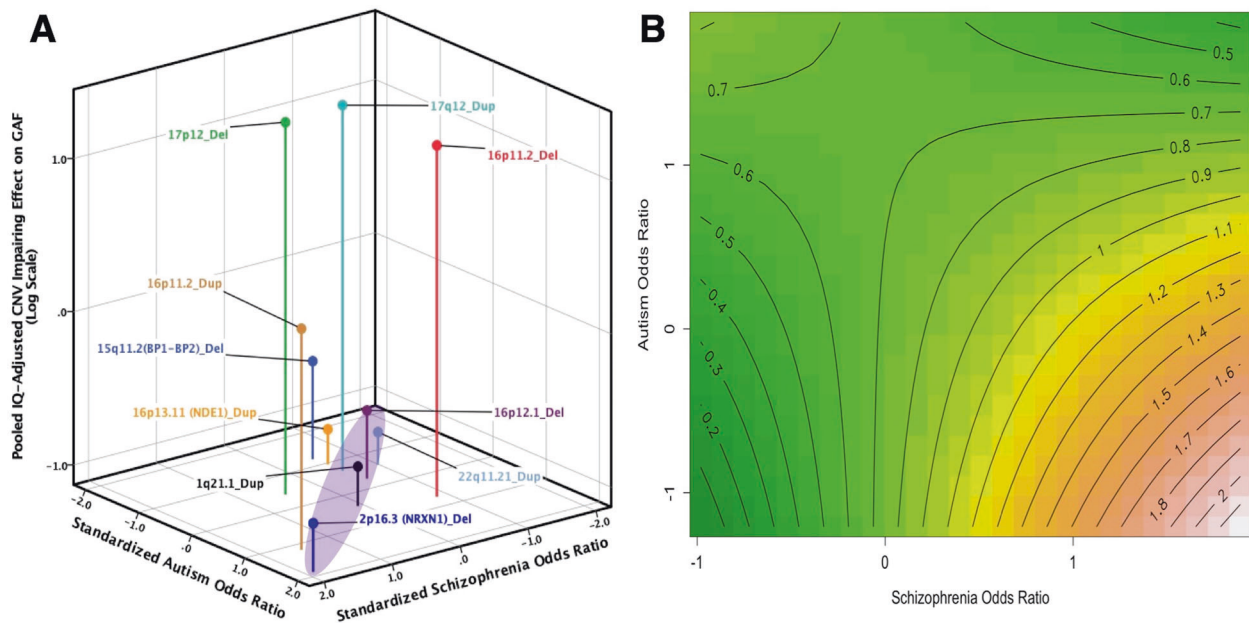 A
Pooled IQ-Adjusted CNV Impairing Effect on GAF
(Log Scale)
1.0
.0
-1.0
17p12_Del
17q12_Dup
16p11.2_Del
16p11.2_Dup
15q11.2(BP1-BP2)_Del
16p13.11 (NDE1)_Dup
16p12.1_Del
1q21.1_Dup
22q11.21_Dup
2p16.3 (NRXN1)_Del
-2.0
-1.0
-0
1.0
2.0
Standardized Autism Odds Ratio
2.0
1.0
.0
-1.0
-2.0
Standardized Schizophrenia Odds Ratio
B
Autism Odds Ratio
1
0
-1
-1
0
1
Schizophrenia Odds Ratio
0.7
0.5
0.6
0.7
0.6
0.8
0.9
0.5
1
1.1
0.4
1.2
1.3
0.3
1.4
1.5
1.6
0.2
1.7
1.8
2